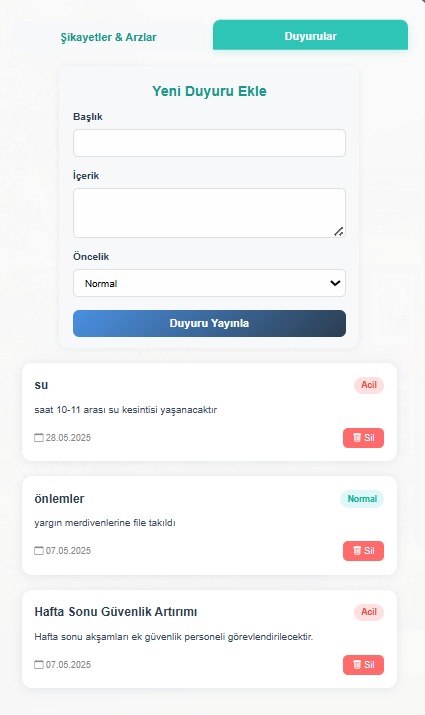 Şikayetler & Arzlar
Duyurular
Yeni Duyuru Ekle
Başlık
İçerik
Öncelik
Normal
Duyuru Yayınla
su
Acil
saat 10-11 arası su kesintisi yaşanacaktır
28.05.2025
Sil
önlemler
Normal
yargın merdivenlerine file takıldı
07.05.2025
Sil
Hafta Sonu Güvenlik Artırımı
Acil
Hafta sonu akşamları ek güvenlik personeli görevlendirilecektir.
07.05.2025
Sil